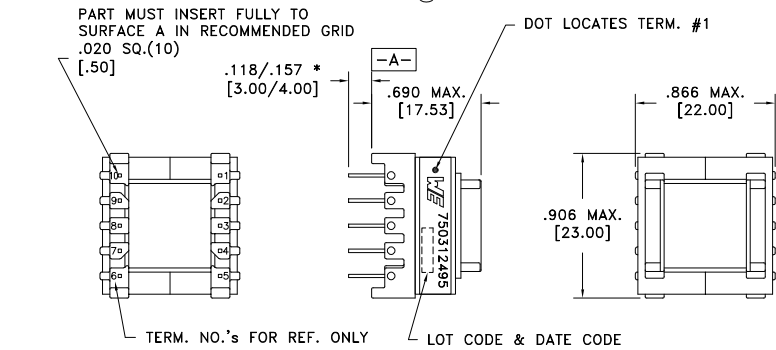 PART MUST INSERT FULLY TO
SURFACE A IN RECOMMENDED GRID
.020 SQ.(10)
[.50]
DOT LOCATES TERM. #1
-A-
.118/.157 *
[3.00/4.00]
.690 MAX.
[17.53]
.866 MAX.
[22.00]
.906 MAX.
[23.00]
10 1
9 2
8 3
7 4
6 5
WE 750312495
TERM. NO.'s FOR REF. ONLY
LOT CODE & DATE CODE